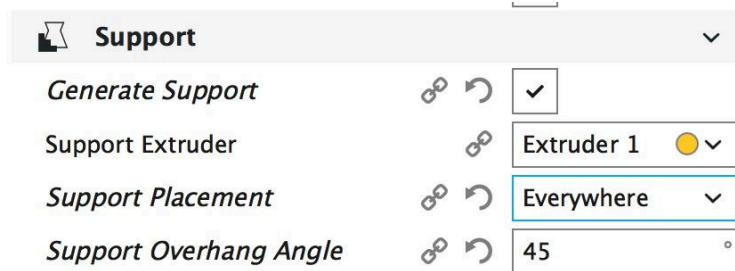 Support
Generate Support
Support Extruder Extruder 1
Support Placement Everywhere
Support Overhang Angle 45 °